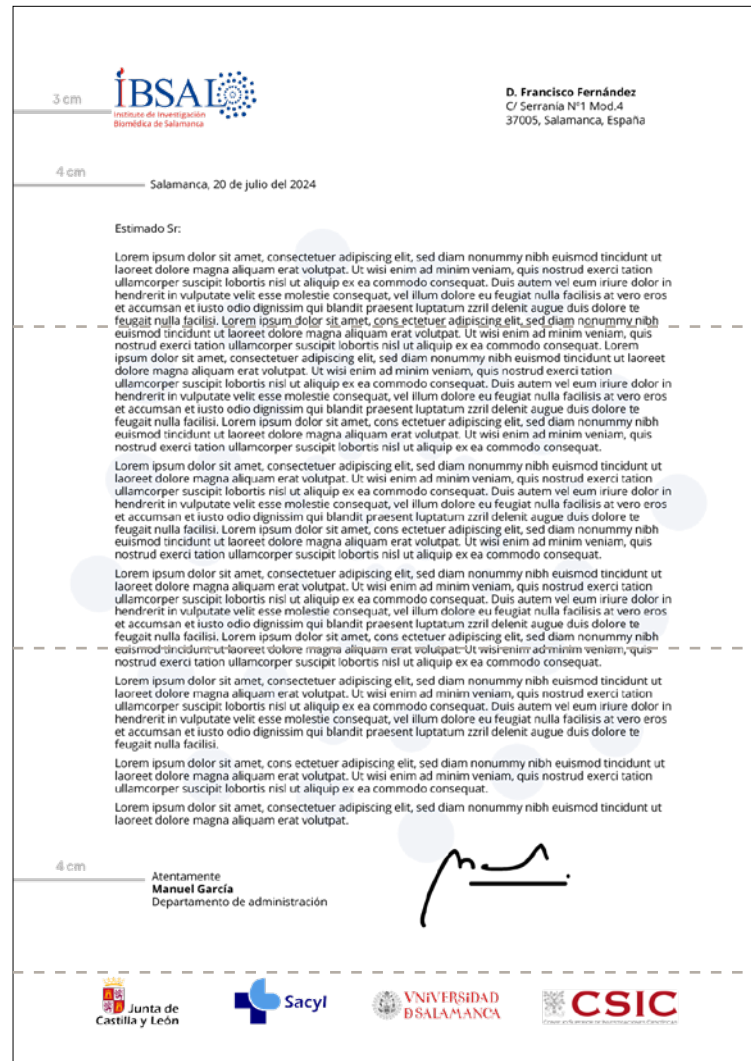 3 cm
IBSAL
Instituto de Investigación
Biomédica de Salamanca
D. Francisco Fernández
C/ Serranía Nº1 Mod.4
37005, Salamanca, España
4 cm
Salamanca, 20 de julio del 2024
Estimado Sr:
Lorem ipsum dolor sit amet, consectetuer adipiscing elit, sed diam nonummy nibh euismod tincidunt ut
laoreet dolore magna aliquam erat volutpat. Ut wisi enim ad minim veniam, quis nostrud exerci tation
ullamcorper suscipit lobortis nisl ut aliquip ex ea commodo consequat. Duis autem vel eum iriure dolor in
hendrerit in vulputate velit esse molestie consequat, vel illum dolore eu feugiat nulla facilisis at vero eros
et accumsan et iusto odio dignissim qui blandit praesent luptatum zzril delenit augue duis dolore te
feugait nulla facilisi. Lorem ipsum dolor sit amet, cons ectetuer adipiscing elit, sed diam nonummy nibh
euismod tincidunt ut laoreet dolore magna aliquam erat volutpat. Ut wisi enim ad minim veniam, quis
nostrud exerci tation ullamcorper suscipit lobortis nisl ut aliquip ex ea commodo consequat. Lorem
ipsum dolor sit amet, consectetuer adipiscing elit, sed diam nonummy nibh euismod tincidunt ut laoreet
dolore magna aliquam erat volutpat. Ut wisi enim ad minim veniam, quis nostrud exerci tation
ullamcorper suscipit lobortis nisl ut aliquip ex ea commodo consequat. Duis autem vel eum iriure dolor in
hendrerit in vulputate velit esse molestie consequat, vel illum dolore eu feugiat nulla facilisis at vero eros
et accumsan et iusto odio dignissim qui blandit praesent luptatum zzril delenit augue duis dolore te
feugait nulla facilisi. Lorem ipsum dolor sit amet, cons ectetuer adipiscing elit, sed diam nonummy nibh
euismod tincidunt ut laoreet dolore magna aliquam erat volutpat. Ut wisi enim ad minim veniam, quis
nostrud exerci tation ullamcorper suscipit lobortis nisl ut aliquip ex ea commodo consequat.
Lorem ipsum dolor sit amet, consectetuer adipiscing elit, sed diam nonummy nibh euismod tincidunt ut
laoreet dolore magna aliquam erat volutpat. Ut wisi enim ad minim veniam, quis nostrud exerci tation
ullamcorper suscipit lobortis nisl ut aliquip ex ea commodo consequat. Duis autem vel eum iriure dolor in
hendrerit in vulputate velit esse molestie consequat, vel illum dolore eu feugiat nulla facilisis at vero eros
et accumsan et iusto odio dignissim qui blandit praesent luptatum zzril delenit augue duis dolore te
feugait nulla facilisi. Lorem ipsum dolor sit amet, cons ectetuer adipiscing elit, sed diam nonummy nibh
euismod tincidunt ut laoreet dolore magna aliquam erat volutpat. Ut wisi enim ad minim veniam, quis
nostrud exerci tation ullamcorper suscipit lobortis nisl ut aliquip ex ea commodo consequat.
Lorem ipsum dolor sit amet, consectetuer adipiscing elit, sed diam nonummy nibh euismod tincidunt ut
laoreet dolore magna aliquam erat volutpat. Ut wisi enim ad minim veniam, quis nostrud exerci tation
ullamcorper suscipit lobortis nisl ut aliquip ex ea commodo consequat. Duis autem vel eum iriure dolor in
hendrerit in vulputate velit esse molestie consequat, vel illum dolore eu feugiat nulla facilisis at vero eros
et accumsan et iusto odio dignissim qui blandit praesent luptatum zzril delenit augue duis dolore te
feugait nulla facilisi. Lorem ipsum dolor sit amet, cons ectetuer adipiscing elit, sed diam nonummy nibh
euismod tincidunt ut laoreet dolore magna aliquam erat volutpat. Ut wisi enim ad minim veniam, quis
nostrud exerci tation ullamcorper suscipit lobortis nisl ut aliquip ex ea commodo consequat.
Lorem ipsum dolor sit amet, consectetuer adipiscing elit, sed diam nonummy nibh euismod tincidunt ut
laoreet dolore magna aliquam erat volutpat. Ut wisi enim ad minim veniam, quis nostrud exerci tation
ullamcorper suscipit lobortis nisl ut aliquip ex ea commodo consequat. Duis autem vel eum iriure dolor in
hendrerit in vulputate velit esse molestie consequat, vel illum dolore eu feugiat nulla facilisis at vero eros
et accumsan et iusto odio dignissim qui blandit praesent luptatum zzril delenit augue duis dolore te
feugait nulla facilisi.
Lorem ipsum dolor sit amet, cons ectetuer adipiscing elit, sed diam nonummy nibh euismod tincidunt ut
laoreet dolore magna aliquam erat volutpat. Ut wisi enim ad minim veniam, quis nostrud exerci tation
ullamcorper suscipit lobortis nisl ut aliquip ex ea commodo consequat.
Lorem ipsum dolor sit amet, consectetuer adipiscing elit, sed diam nonummy nibh euismod tincidunt ut
laoreet dolore magna aliquam erat volutpat.
4 cm
Atentamente
Manuel García
Departamento de administración
Junta de
Castilla y León
Sacyl
VNiVERSiDAD
D SALAMANCA
CSIC